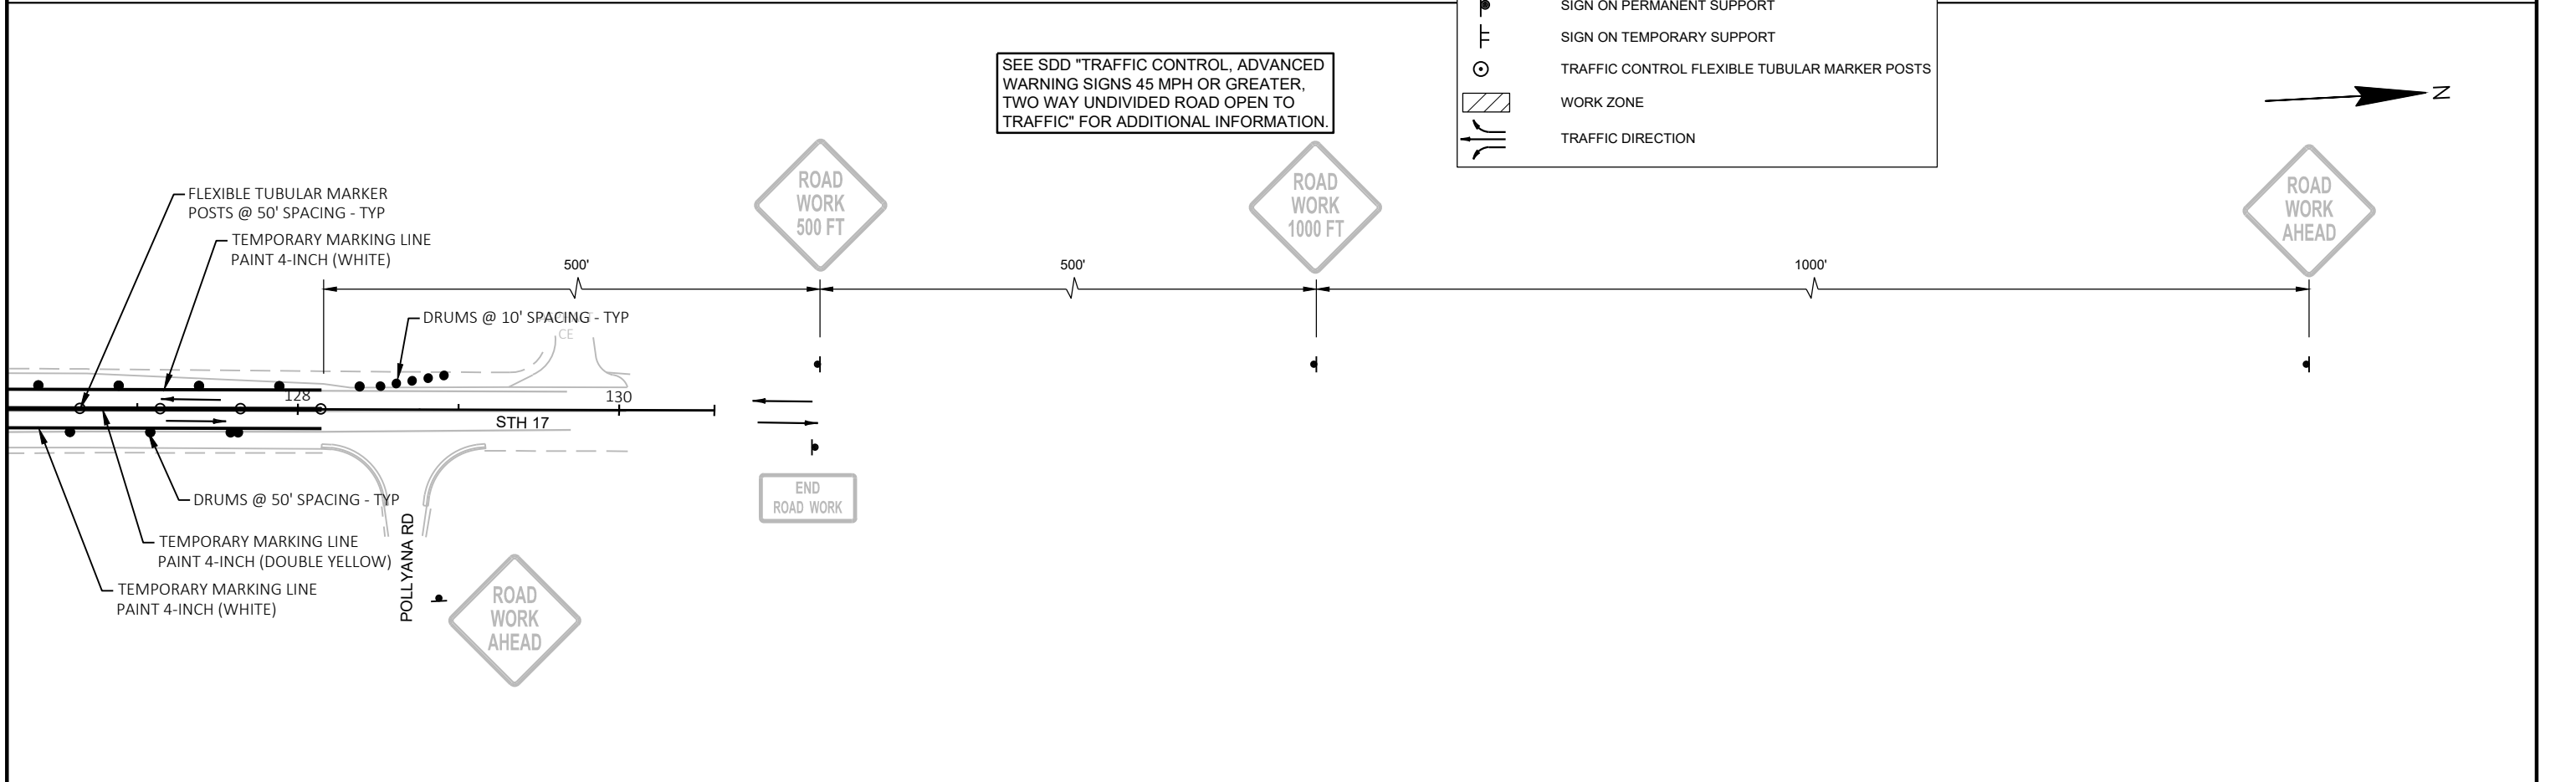 SIGN ON PERMANENT SUPPORT
SIGN ON TEMPORARY SUPPORT
TRAFFIC CONTROL FLEXIBLE TUBULAR MARKER POSTS
WORK ZONE
TRAFFIC DIRECTION
N
SEE SDD "TRAFFIC CONTROL, ADVANCED
WARNING SIGNS 45 MPH OR GREATER,
TWO WAY UNDIVIDED ROAD OPEN TO
TRAFFIC" FOR ADDITIONAL INFORMATION.
ROAD
WORK
500 FT
ROAD
WORK
1000 FT
ROAD
WORK
AHEAD
FLEXIBLE TUBULAR MARKER
POSTS @ 50' SPACING - TYP
TEMPORARY MARKING LINE
PAINT 4-INCH (WHITE)
500'
500'
1000'
DRUMS @ 10' SPACING - TYP
CE
128
130
STH 17
DRUMS @ 50' SPACING - TYP
END
ROAD WORK
TEMPORARY MARKING LINE
PAINT 4-INCH (DOUBLE YELLOW)
TEMPORARY MARKING LINE
PAINT 4-INCH (WHITE)
POLLYANA RD
ROAD
WORK
AHEAD